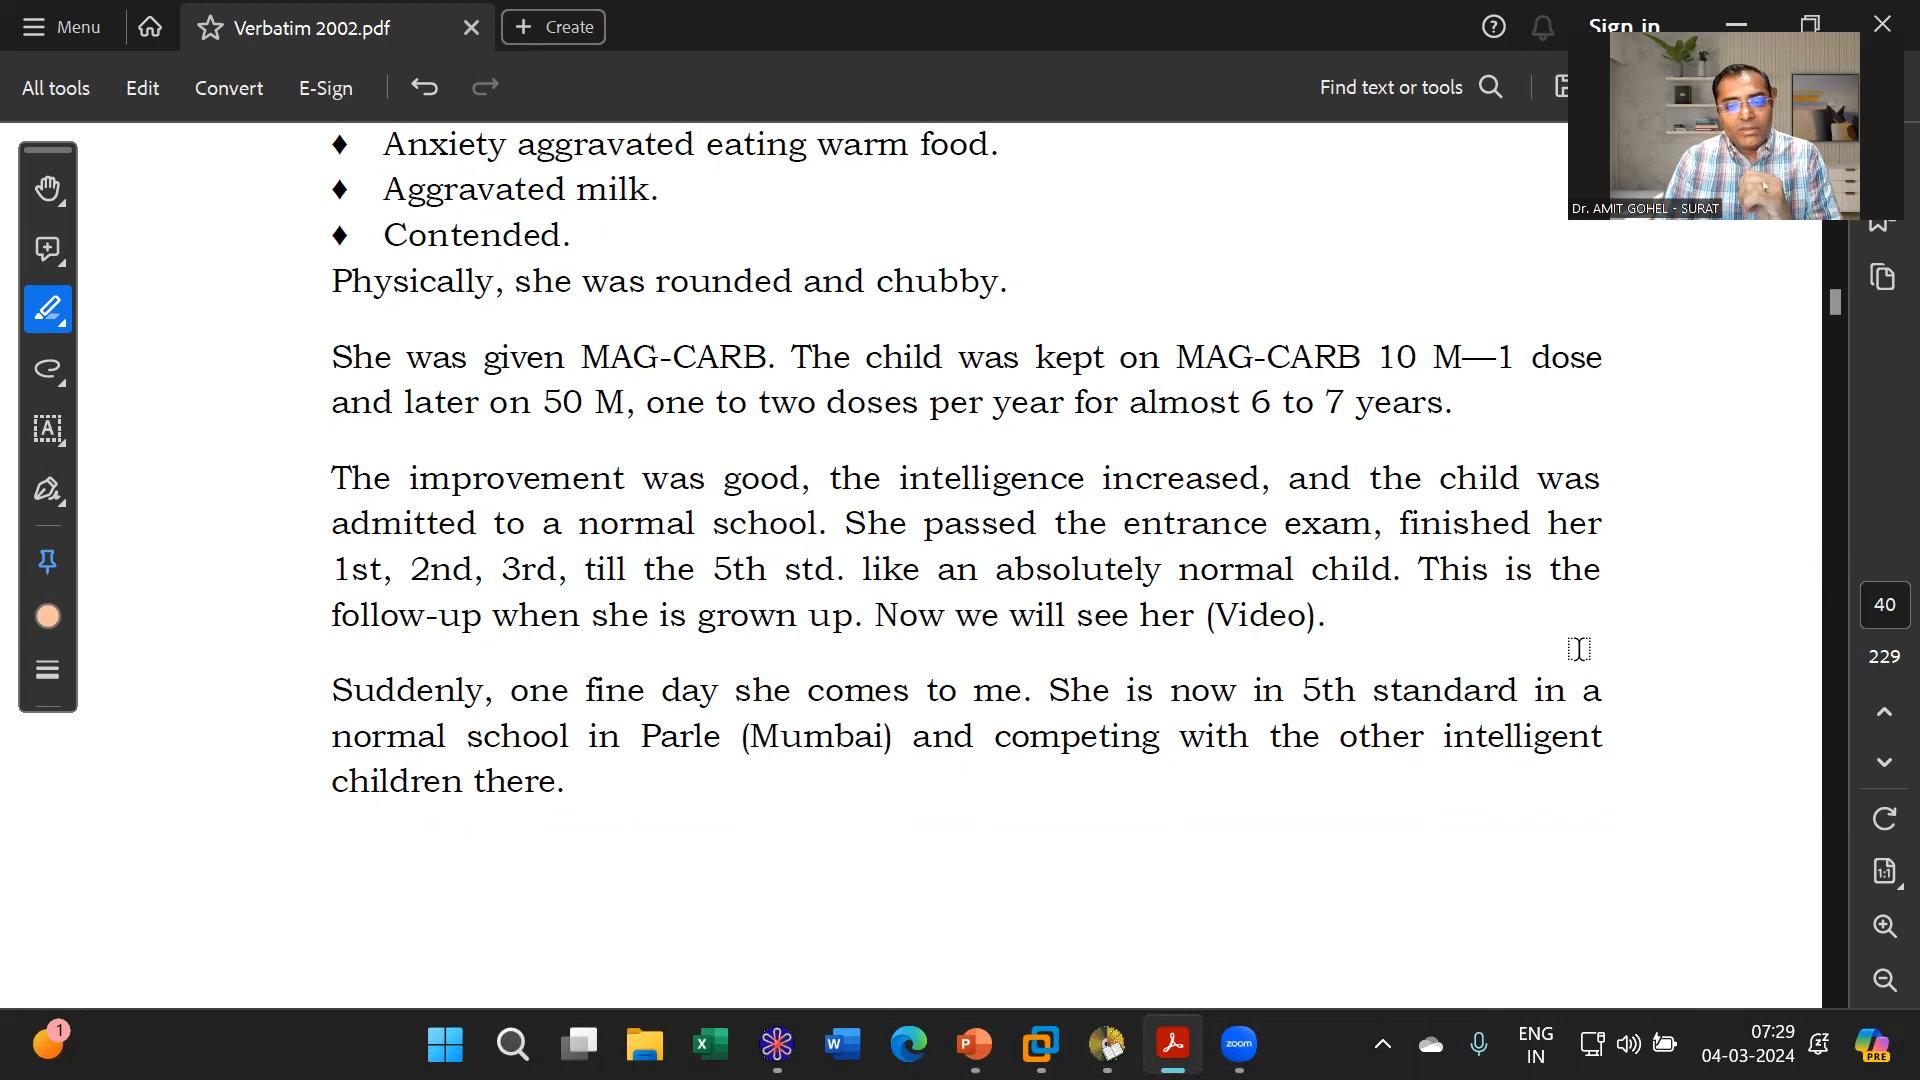 Menu
Verbatim 2002.pdf
Create
Sign in
All tools
Edit
Convert
E-Sign
Find text or tools
Dr. AMIT GOHEL - SURAT
♦ Anxiety aggravated eating warm food.
♦ Aggravated milk.
♦ Contended.
Physically, she was rounded and chubby.
She was given MAG-CARB. The child was kept on MAG-CARB 10 M—1 dose
and later on 50 M, one to two doses per year for almost 6 to 7 years.
The improvement was good, the intelligence increased, and the child was
admitted to a normal school. She passed the entrance exam, finished her
1st, 2nd, 3rd, till the 5th std. like an absolutely normal child. This is the
follow-up when she is grown up. Now we will see her (Video).
Suddenly, one fine day she comes to me. She is now in 5th standard in a
normal school in Parle (Mumbai) and competing with the other intelligent
children there.
40
229
1:1
1
zoom
ENG
IN
07:29
04-03-2024
PRE